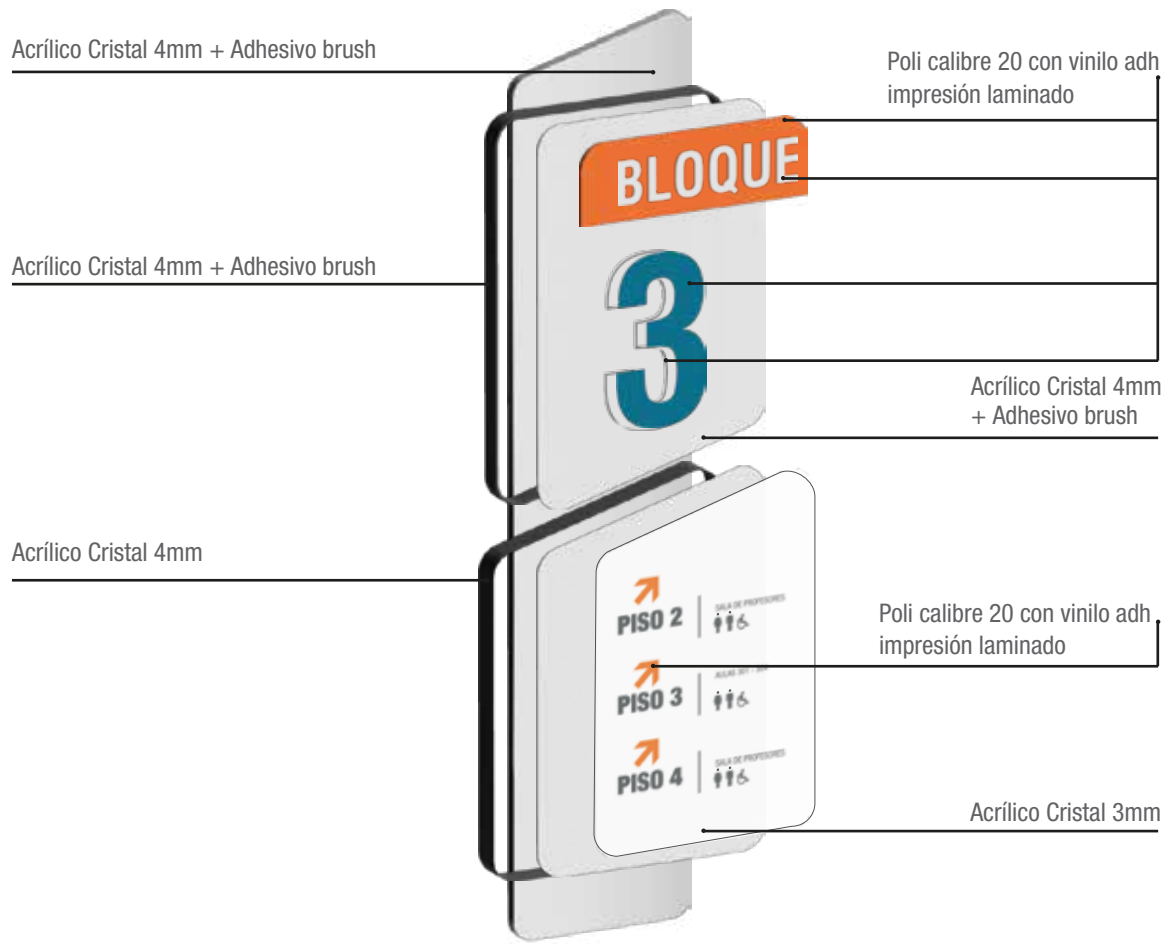 Acrílico Cristal 4mm + Adhesivo brush
Poli calibre 20 con vinilo adh
impresión laminado
BLOQUE
3
Acrílico Cristal 4mm + Adhesivo brush
Acrílico Cristal 4mm
+ Adhesivo brush
Acrílico Cristal 4mm
PISO 2
SALA DE PROFESORES
Poli calibre 20 con vinilo adh
impresión laminado
PISO 3
AULAS 301 -
PISO 4
SALA DE PROFESORES
Acrílico Cristal 3mm